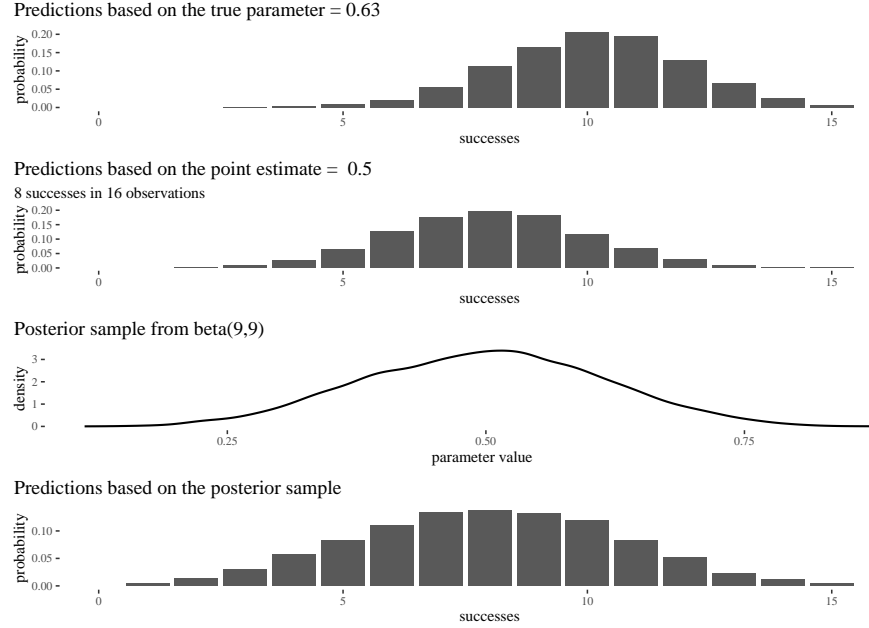 Predictions based on the true parameter = 0.63
probability
0.20
0.15
0.10
0.05
0.00
0
5
10
15
successes
Predictions based on the point estimate =  0.5
8 successes in 16 observations
probability
0.20
0.15
0.10
0.05
0.00
0
5
10
15
successes
Posterior sample from beta(9,9)
density
3
2
1
0
0.25
0.50
0.75
parameter value
Predictions based on the posterior sample
probability
0.10
0.05
0.00
0
5
10
15
successes